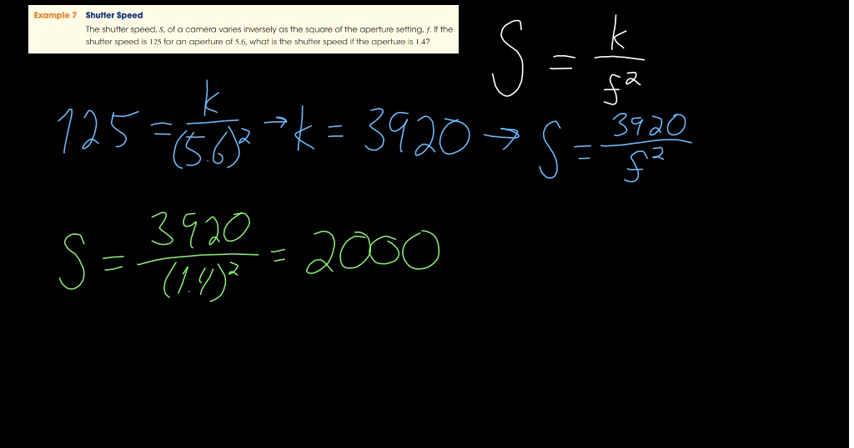 Example 7 Shutter Speed
The shutter speed, S, of a camera varies inversely as the square of the aperture setting, f. If the
shutter speed is 125 for an aperture of 5.6, what is the shutter speed if the aperture is 1.4?
S = k/f²
125 = k/(5.6)² → k = 3920 → S = 3920/f²
S = 3920/(1.4)² = 2000